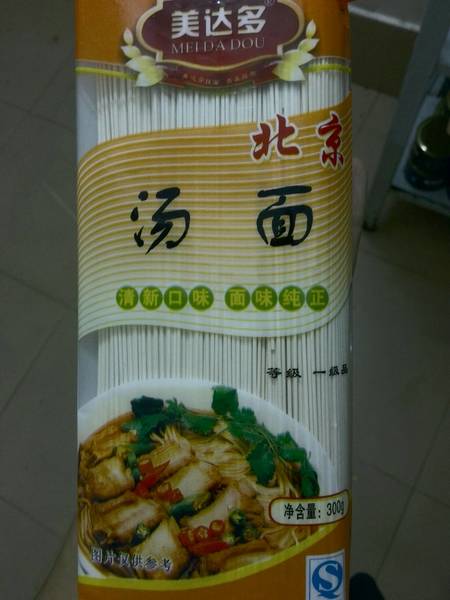 美达多
MEI DA DOU
北京
汤面
清新口味 面味纯正
等级 一级品
净含量：300g
图片仅供参考